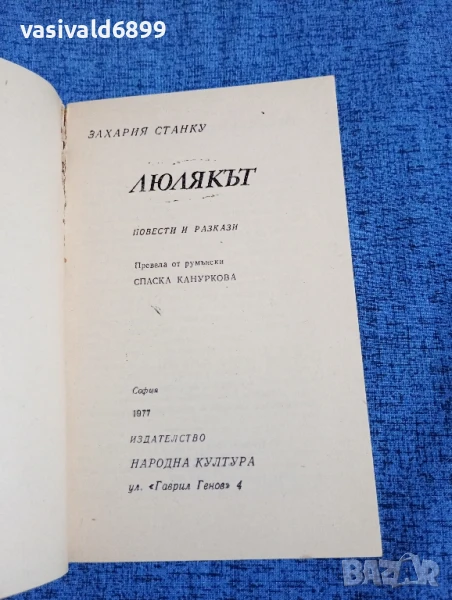 vasivald6899
ЗАХАРИЯ СТАНКУ
ЛЮЛЯКЪТ
ПОВЕСТИ И РАЗКАЗИ
Превела от румънски
СПАСКА КАНУРКОВА
София
1977
ИЗДАТЕЛСТВО
НАРОДНА КУЛТУРА
ул. «Гаврил Генов» 4
BAZAR